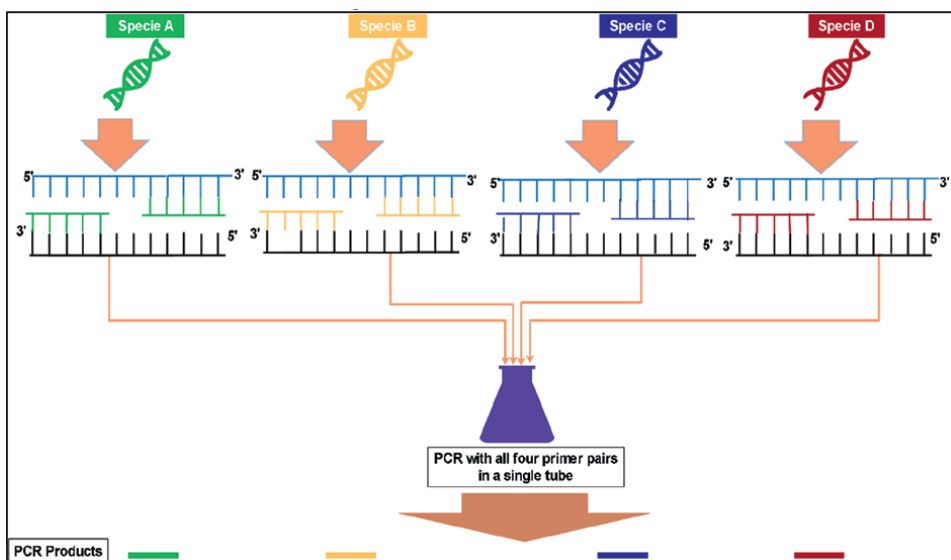 Specie A
Specie B
Specie C
Specie D
5' 3' 5' 3' 5' 3' 5' 3'
3' 5' 3' 5' 3' 5' 3' 5'
PCR with all four primer pairs
in a single tube
PCR Products